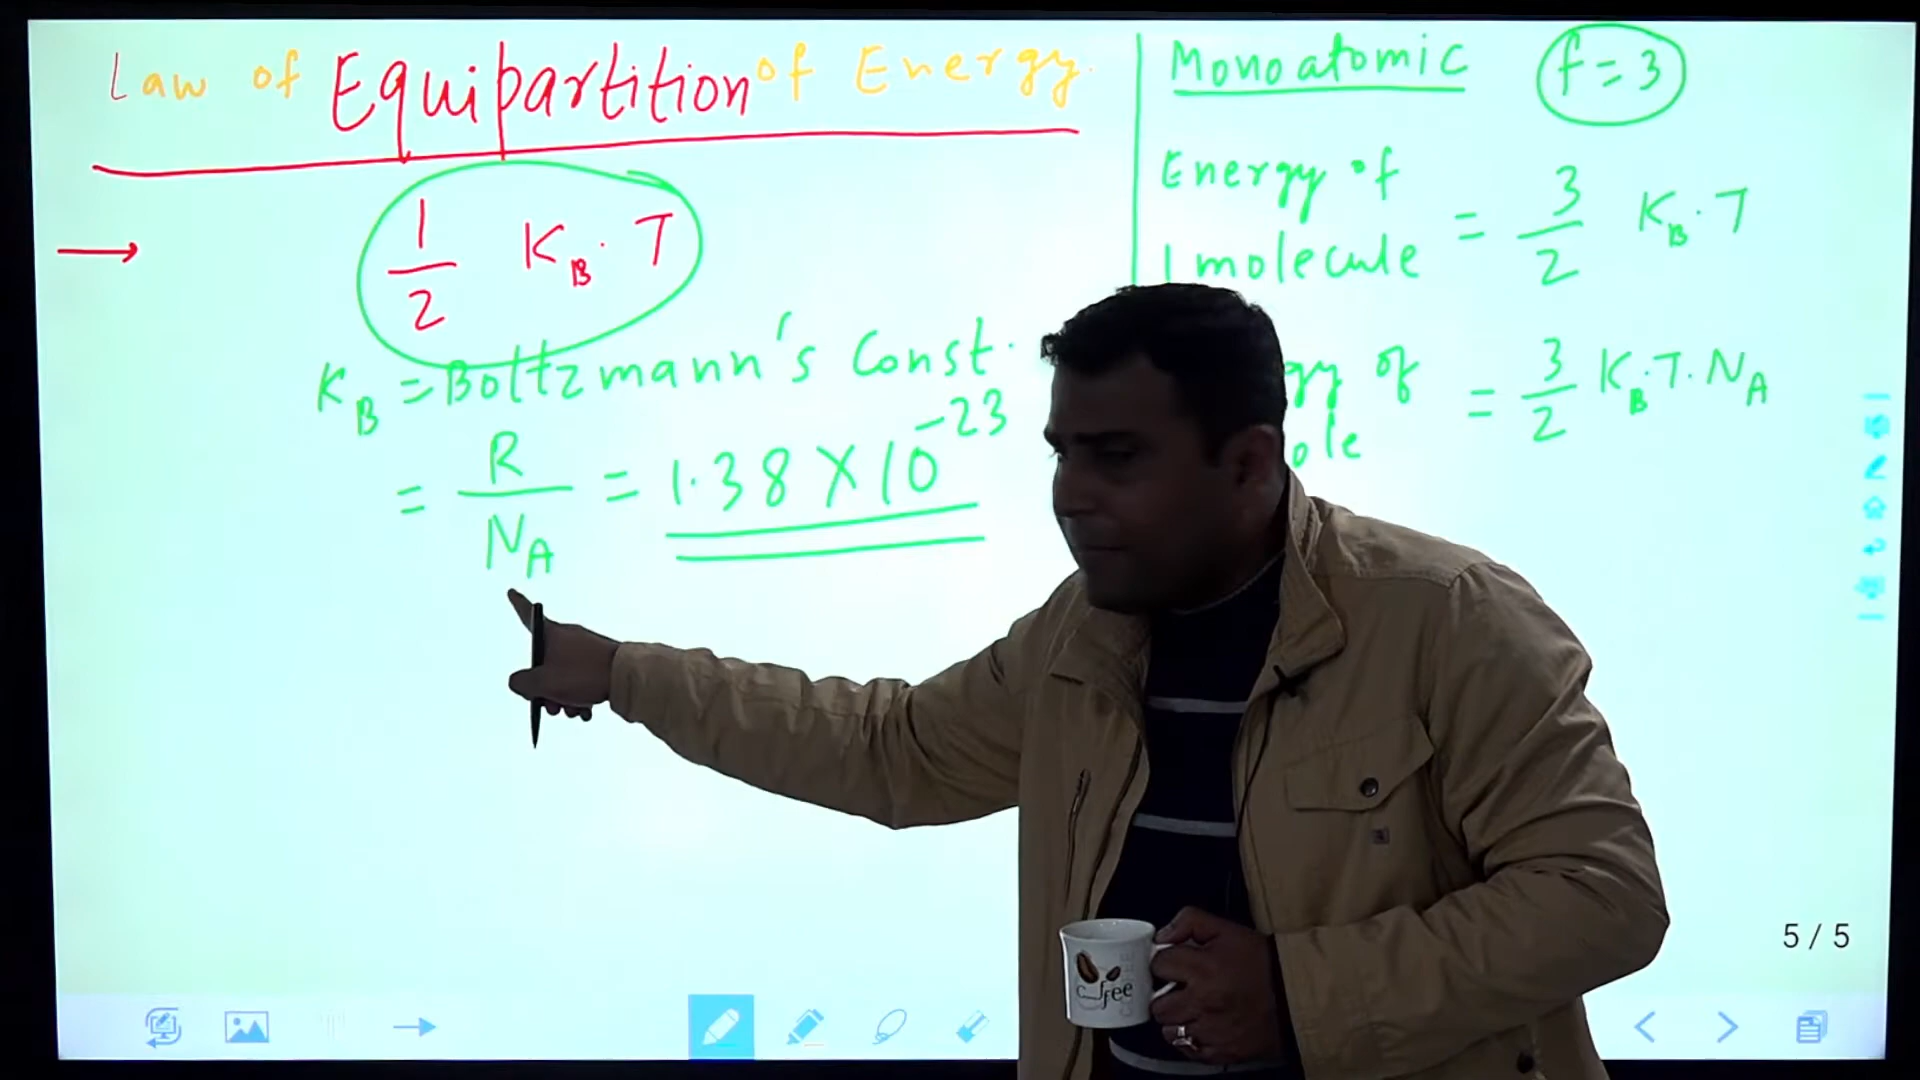 Law of Equipartition of Energy.
→ 1/2 K_B . T
K_B = Boltzmann's Const.
= R/N_A = 1.38 X 10^-23
Monoatomic f = 3
Energy of
1 molecule = 3/2 K_B . T
gy of
ole = 3/2 K_B . T . N_A
5 / 5
Coffee